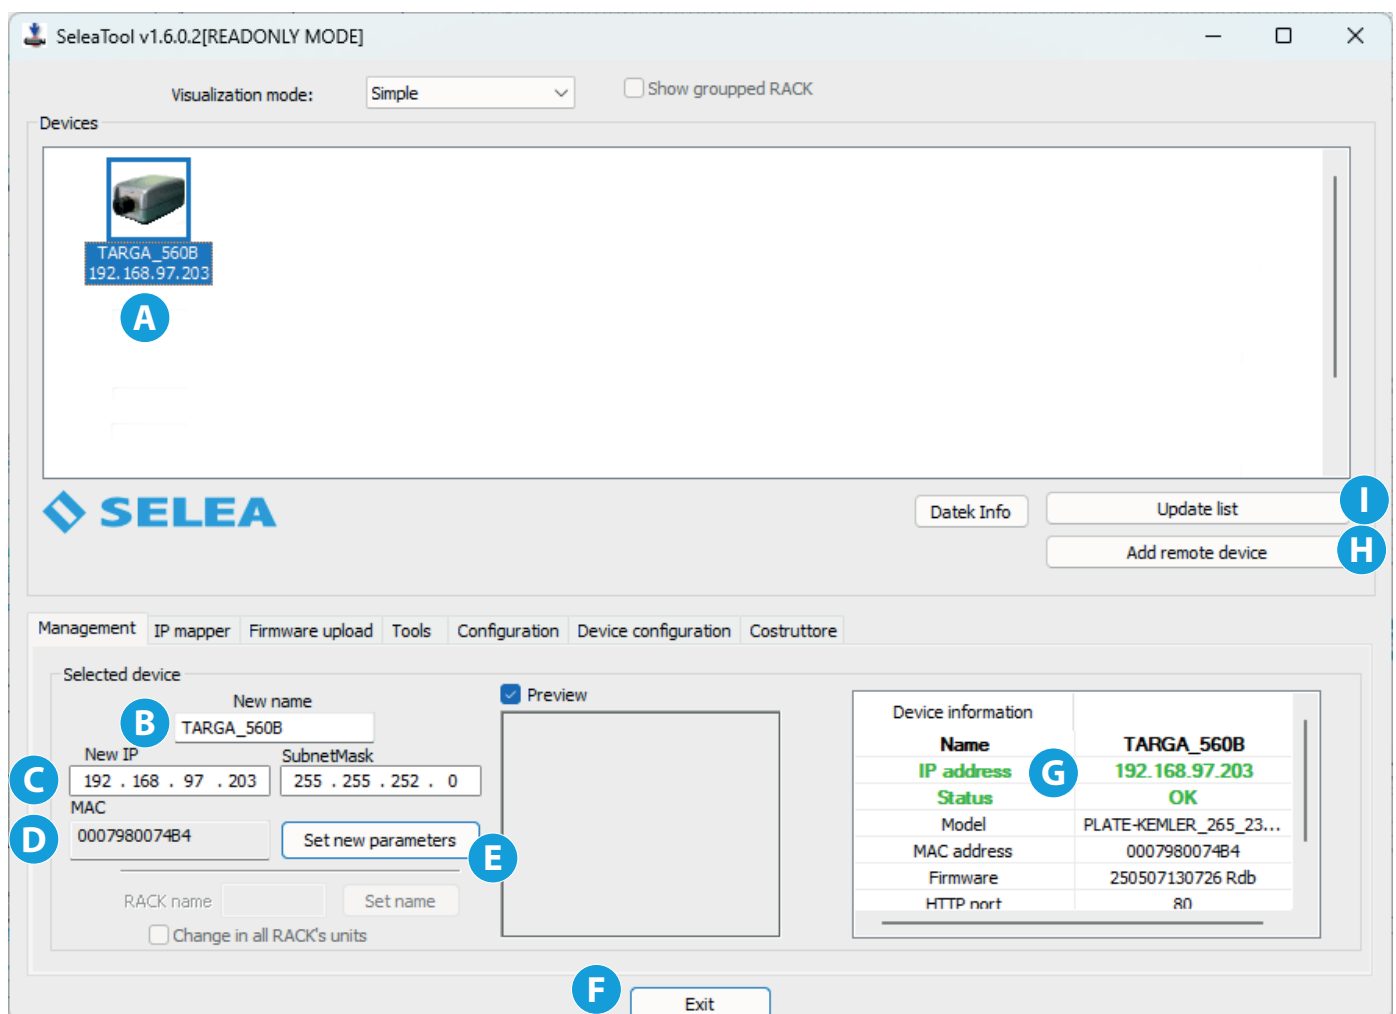 SeleaTool v1.6.0.2[READONLY MODE]
Visualization mode: Simple Show groupped RACK
Devices
TARGA_560B
192.168.97.203
A
SELEA
Datek Info Update list I
Add remote device H
Management IP mapper Firmware upload Tools Configuration Device configuration Costruttore
Selected device
New name
B TARGA_560B
New IP SubnetMask
C 192 . 168 . 97 . 203 255 . 255 . 252 . 0
MAC
D 0007980074B4 Set new parameters E
RACK name Set name
Change in all RACK's units
Preview
Device information
Name TARGA_560B
IP address G 192.168.97.203
Status OK
Model PLATE-KEMLER_265_23...
MAC address 0007980074B4
Firmware 250507130726 Rdb
HTTP port 80
F Exit